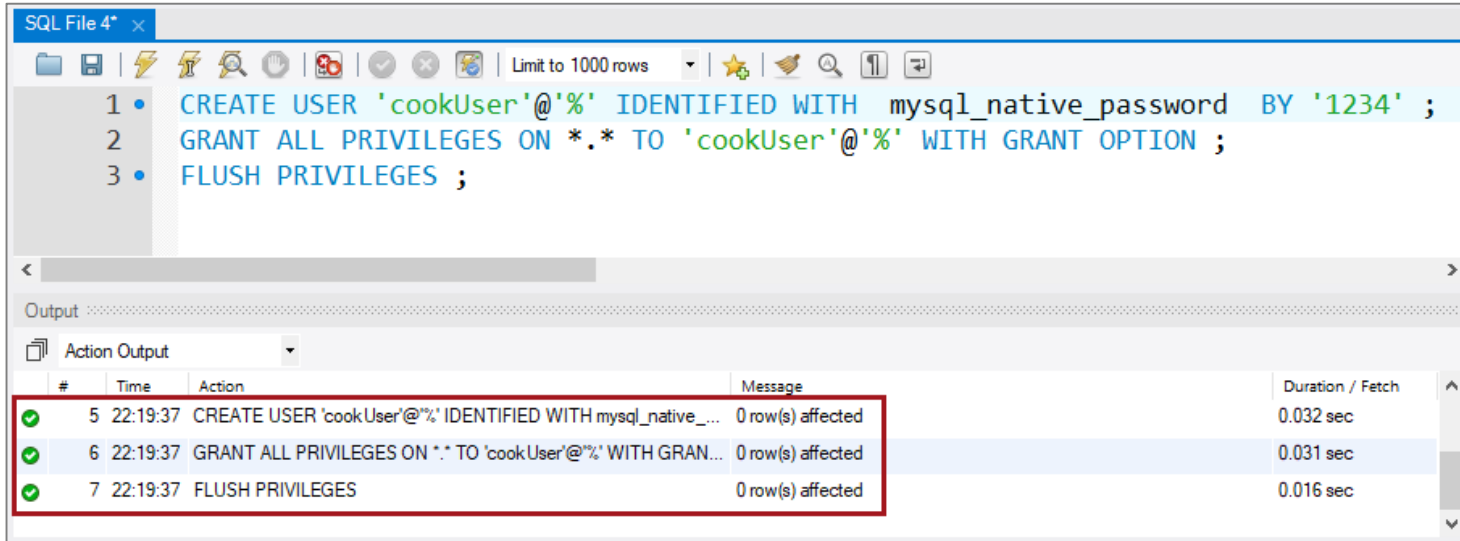 SQL File 4* ×
Limit to 1000 rows
1 CREATE USER 'cookUser'@'%' IDENTIFIED WITH  mysql_native_password  BY '1234' ;
2 GRANT ALL PRIVILEGES ON *.* TO 'cookUser'@'%' WITH GRANT OPTION ;
3 FLUSH PRIVILEGES ;
Output
Action Output
# Time Action Message Duration / Fetch
5 22:19:37 CREATE USER 'cookUser'@'%' IDENTIFIED WITH mysql_native_... 0 row(s) affected 0.032 sec
6 22:19:37 GRANT ALL PRIVILEGES ON *.* TO 'cookUser'@'%' WITH GRAN... 0 row(s) affected 0.031 sec
7 22:19:37 FLUSH PRIVILEGES 0 row(s) affected 0.016 sec